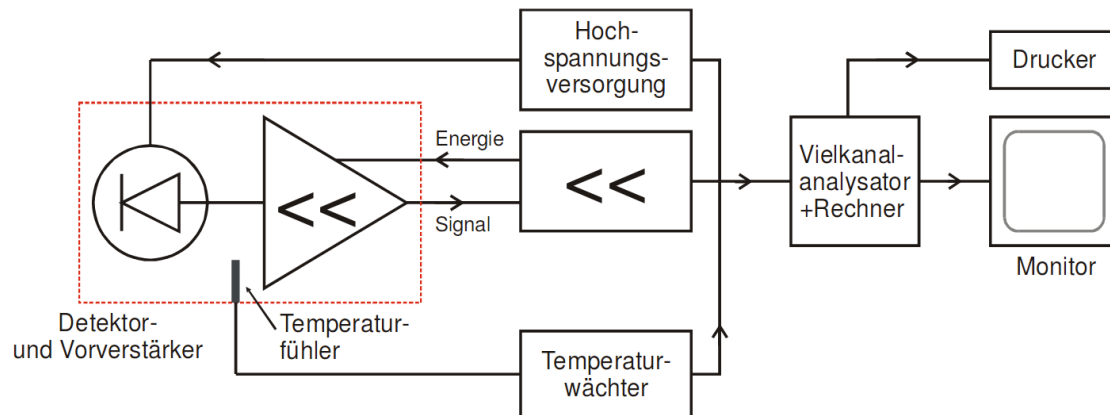 Hoch-
spannungs-
versorgung
Drucker
Energie
<<
<<
Signal
Vielkanal-
analysator
+Rechner
Monitor
Detektor-
und Vorverstärker
Temperatur-
fühler
Temperatur-
wächter